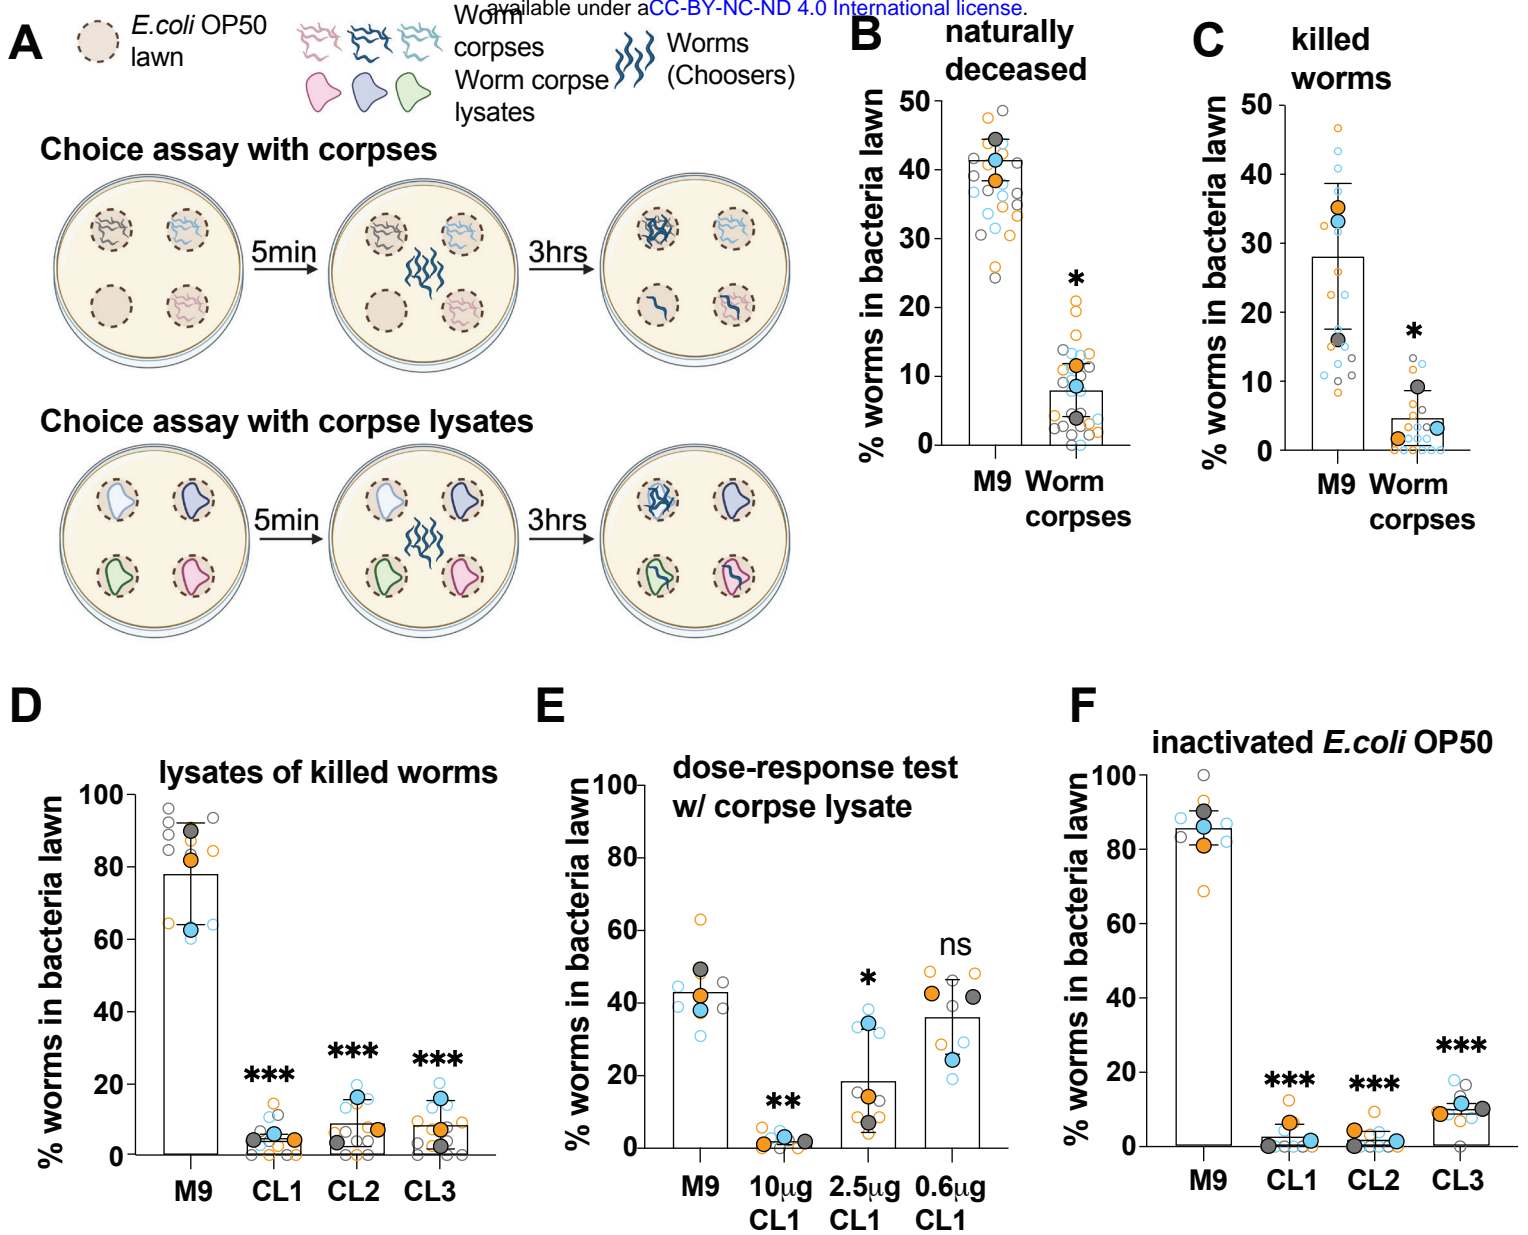 available under aCC-BY-NC-ND 4.0 International license.
A
E.coli OP50
lawn
Worm
corpses
Worm corpse
lysates
Worms
(Choosers)
Choice assay with corpses
5min
3hrs
Choice assay with corpse lysates
5min
3hrs
B
naturally
deceased
% worms in bacteria lawn
50
40
30
20
10
0
*
M9
Worm
corpses
C
killed
worms
% worms in bacteria lawn
50
40
30
20
10
0
*
M9
Worm
corpses
D
lysates of killed worms
% worms in bacteria lawn
100
80
60
40
20
0
***
***
***
M9
CL1
CL2
CL3
E
dose-response test
w/ corpse lysate
% worms in bacteria lawn
100
80
60
40
20
0
**
*
ns
M9
10µg
CL1
2.5µg
CL1
0.6µg
CL1
F
inactivated E.coli OP50
% worms in bacteria lawn
100
80
60
40
20
0
***
***
***
M9
CL1
CL2
CL3